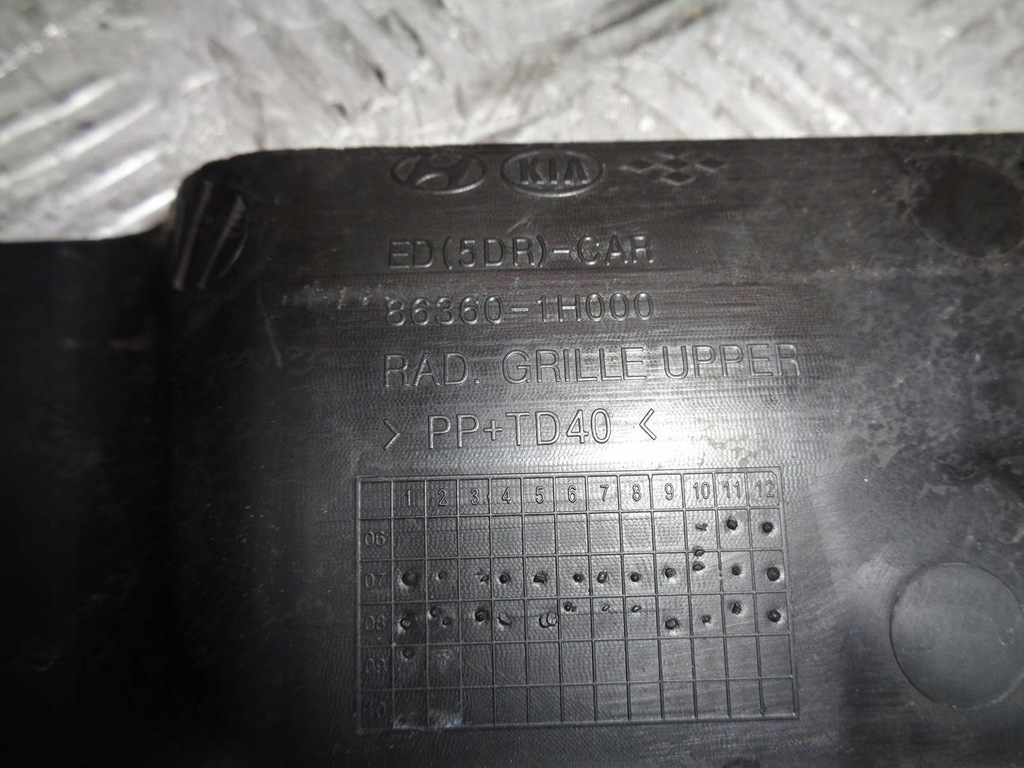 KIA
ED(5DR)-CAR
86360-1H000
RAD. GRILLE UPPER
> PP+TD40 <
1 2 3 4 5 6 7 8 9 10 11 12
06
07
08
09
10